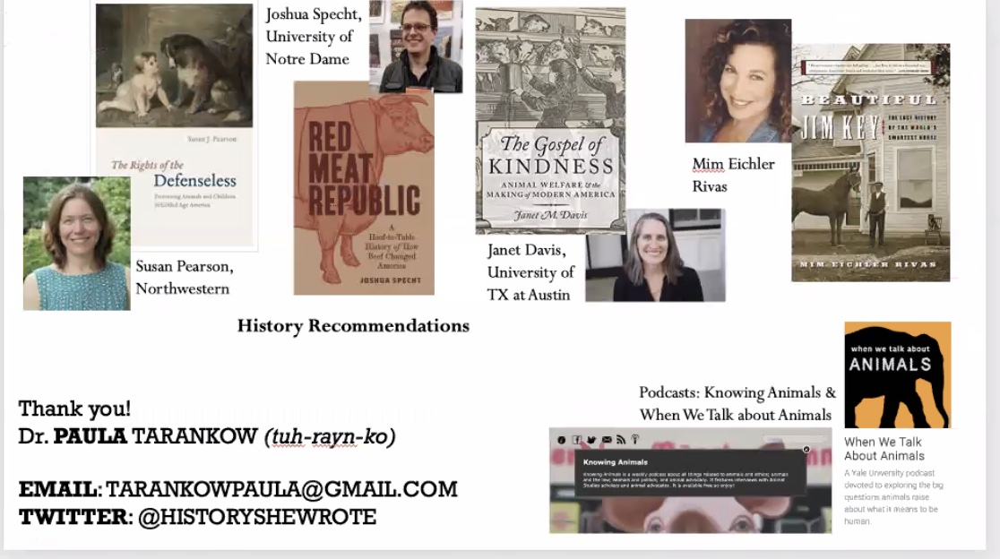 Joshua Specht,
University of
Notre Dame
Susan J. Pearson
The Rights of the
Defenseless
Protecting Animals and Children
in Gilded Age America
Susan Pearson,
Northwestern
RED
MEAT
REPUBLIC
A
Hoof-to-Table
History of How
Beef Changed
America
JOSHUA SPECHT
The Gospel of
KINDNESS
ANIMAL WELFARE & the
MAKING of MODERN AMERICA
Janet M. Davis
Janet Davis,
University of
TX at Austin
Mim Eichler
Rivas
BEAUTIFUL
JIM KEY
THE LOST HISTORY
OF THE WORLD'S
SMARTEST HORSE
MIM EICHLER RIVAS
History Recommendations
Thank you!
Dr. PAULA TARANKOW (tuh-rayn-ko)
EMAIL: TARANKOWPAULA@GMAIL.COM
TWITTER: @HISTORYSHEWROTE
Podcasts: Knowing Animals &
When We Talk about Animals
Knowing Animals
Knowing Animals is a weekly podcast about all things related to animals and ethics; animals
and the law; animals and politics; and animal advocacy. It features interviews with Animal
Studies scholars and animal advocates. It is available free so enjoy!
when we talk about
ANIMALS
When We Talk
About Animals
A Yale University podcast
devoted to exploring the big
questions animals raise
about what it means to be
human.